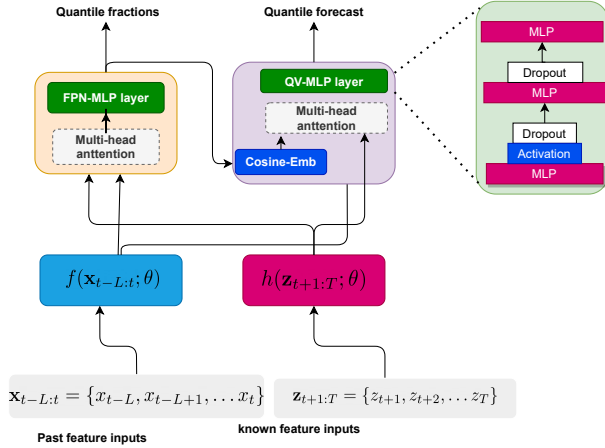 Quantile fractions
Quantile forecast
FPN-MLP layer
Multi-head
anttention
QV-MLP layer
Multi-head
anttention
Cosine-Emb
MLP
Dropout
MLP
Dropout
Activation
MLP
f(𝐱_{t−L:t}; θ)
h(𝐳_{t+1:T}; θ)
𝐱_{t−L:t} = {x_{t−L}, x_{t−L+1}, … x_t}
𝐳_{t+1:T} = {z_{t+1}, z_{t+2}, … z_T}
Past feature inputs
known feature inputs